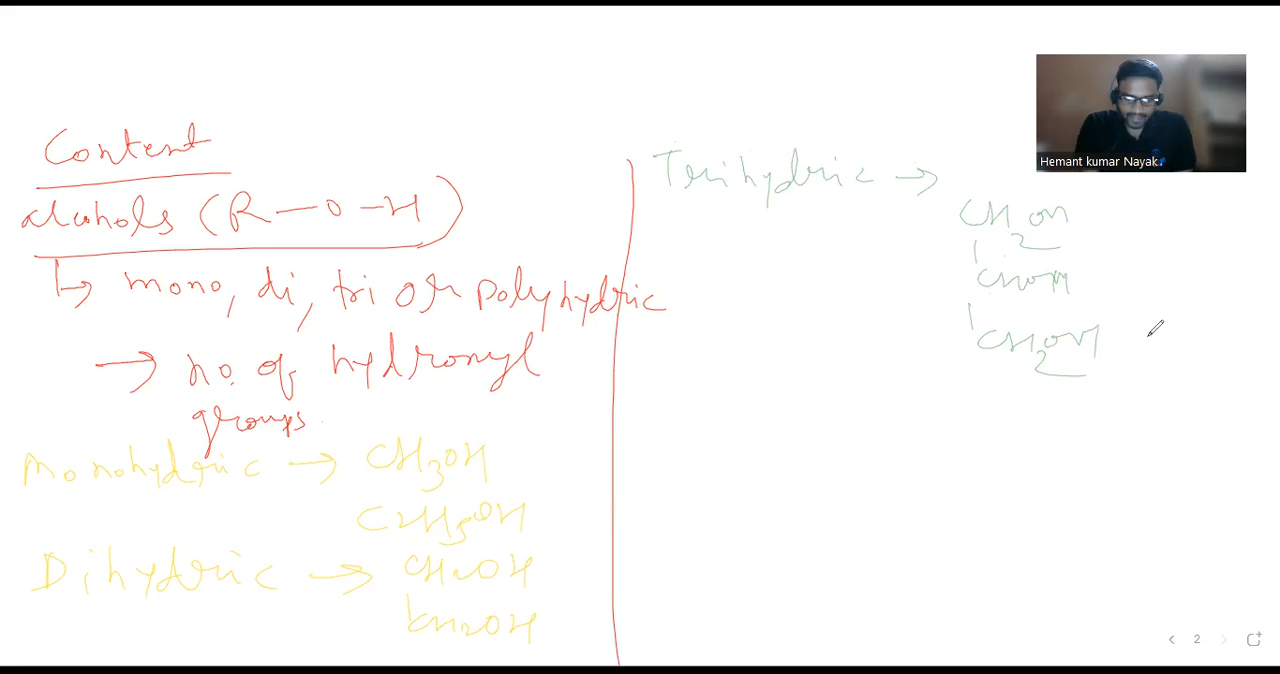 Content
alcohols (R-O-H)
↳ mono, di, tri or polyhydric
→ no. of hydroxyl
groups.
Monohydric → CH3OH
C2H5OH
Dihydric → CH2OH
CH2OH
Terihydric →
CH2OH
CHOH
CH2OH
Hemant kumar Nayak
2